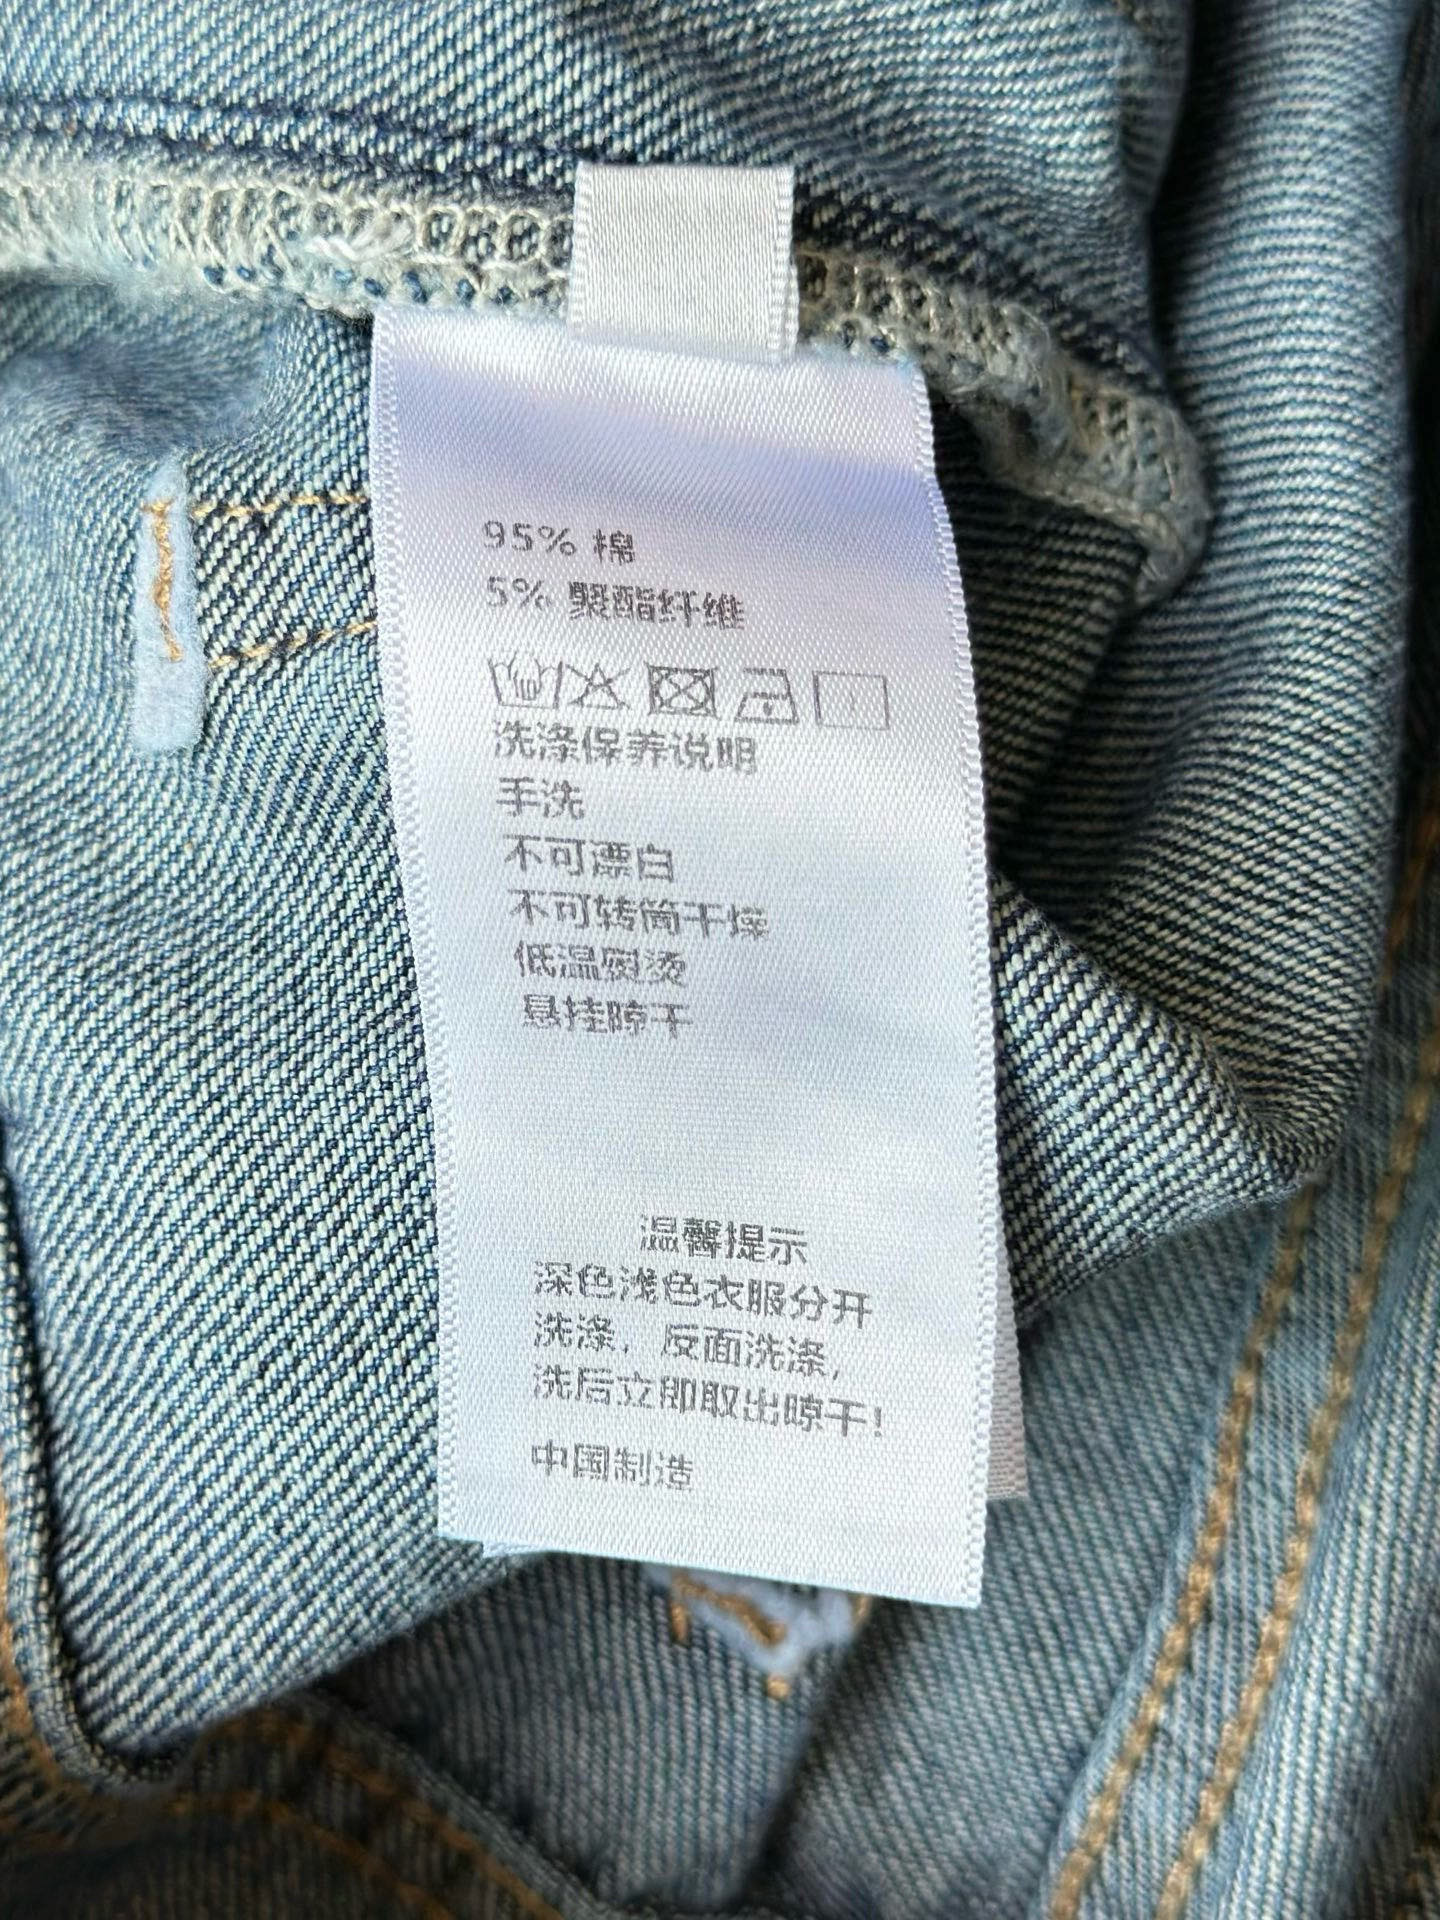 95% 棉
5% 聚酯纤维
洗涤保养说明
手洗
不可漂白
不可转筒干燥
低温熨烫
悬挂晾干
温馨提示
深色浅色衣服分开
洗涤，反面洗涤，
洗后立即取出晾干!
中国制造